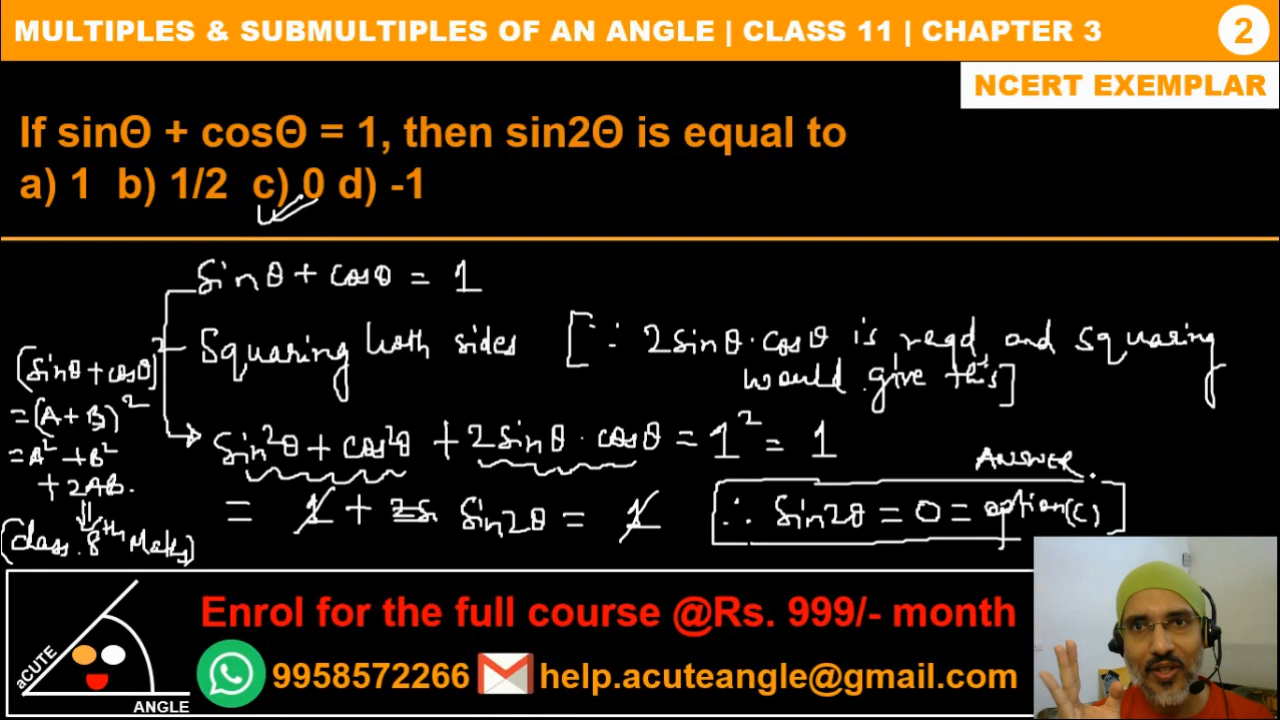 MULTIPLES & SUBMULTIPLES OF AN ANGLE | CLASS 11 | CHAPTER 3
2
NCERT EXEMPLAR
If sinΘ + cosΘ = 1, then sin2Θ is equal to
a) 1 b) 1/2 c) 0 d) -1
Sinθ + cosθ = 1
Squaring both sides [∵ 2sinθ·cosθ is reqd, and squaring
would give this]
(Sinθ + cosθ)²
= (A + B)²
= A² + B²
+ 2AB.
⇓
(Class. 8th Maths)
Sin²θ + cos²θ + 2Sinθ·cosθ = 1² = 1
= 1 + Sin2θ = 1
ANSWER.
∴ Sin2θ = 0 = option(c)
Enrol for the full course @Rs. 999/- month
9958572266 help.acuteangle@gmail.com
aCUTE
ANGLE